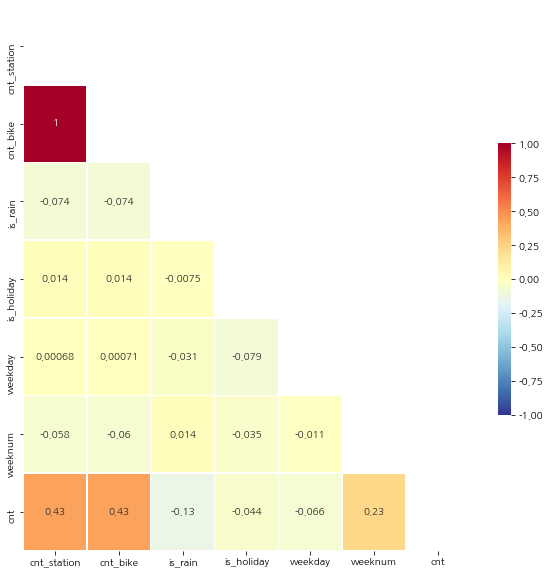 cnt_station
cnt_bike
1
is_rain
-0,074 -0,074
is_holiday
0,014 0,014 -0,0075
weekday
0,00068 0,00071 -0,031 -0,079
weeknum
-0,058 -0,06 0,014 -0,035 -0,011
cnt
0,43 0,43 -0,13 -0,044 -0,066 0,23
cnt_station cnt_bike is_rain is_holiday weekday weeknum cnt
1,00
0,75
0,50
0,25
0,00
-0,25
-0,50
-0,75
-1,00